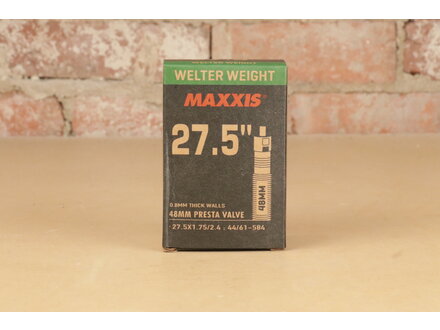 WELTER WEIGHT
MAXXIS
27.5"
48MM
0.8MM THICK WALLS
48MM PRESTA VALVE
27.5X1.75/2.4 : 44/61-584